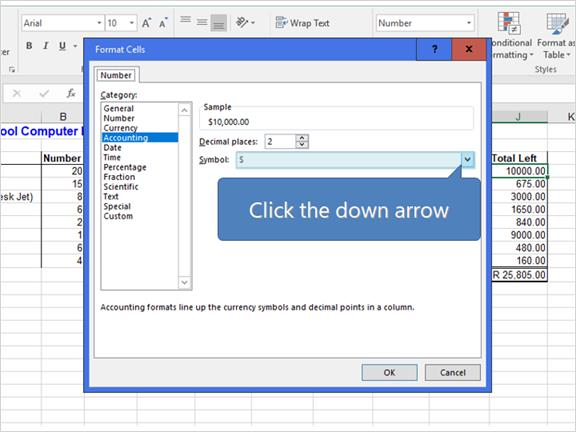 Arial 10 A A
B I U
Wrap Text
Number
Conditional Format as
Formatting Table
Styles
Format Cells ? x
Number
Category:
General
Number
Currency
Accounting
Date
Time
Percentage
Fraction
Scientific
Text
Special
Custom
Sample
$10,000.00
Decimal places: 2
Symbol: $
Click the down arrow
Accounting formats line up the currency symbols and decimal points in a column.
OK Cancel
fx
B J K
ool Computer
Number Total Left
20 10000.00
15 675.00
esk Jet) 8 3000.00
6 1650.00
2 840.00
1 9000.00
6 480.00
4 160.00
R 25,805.00